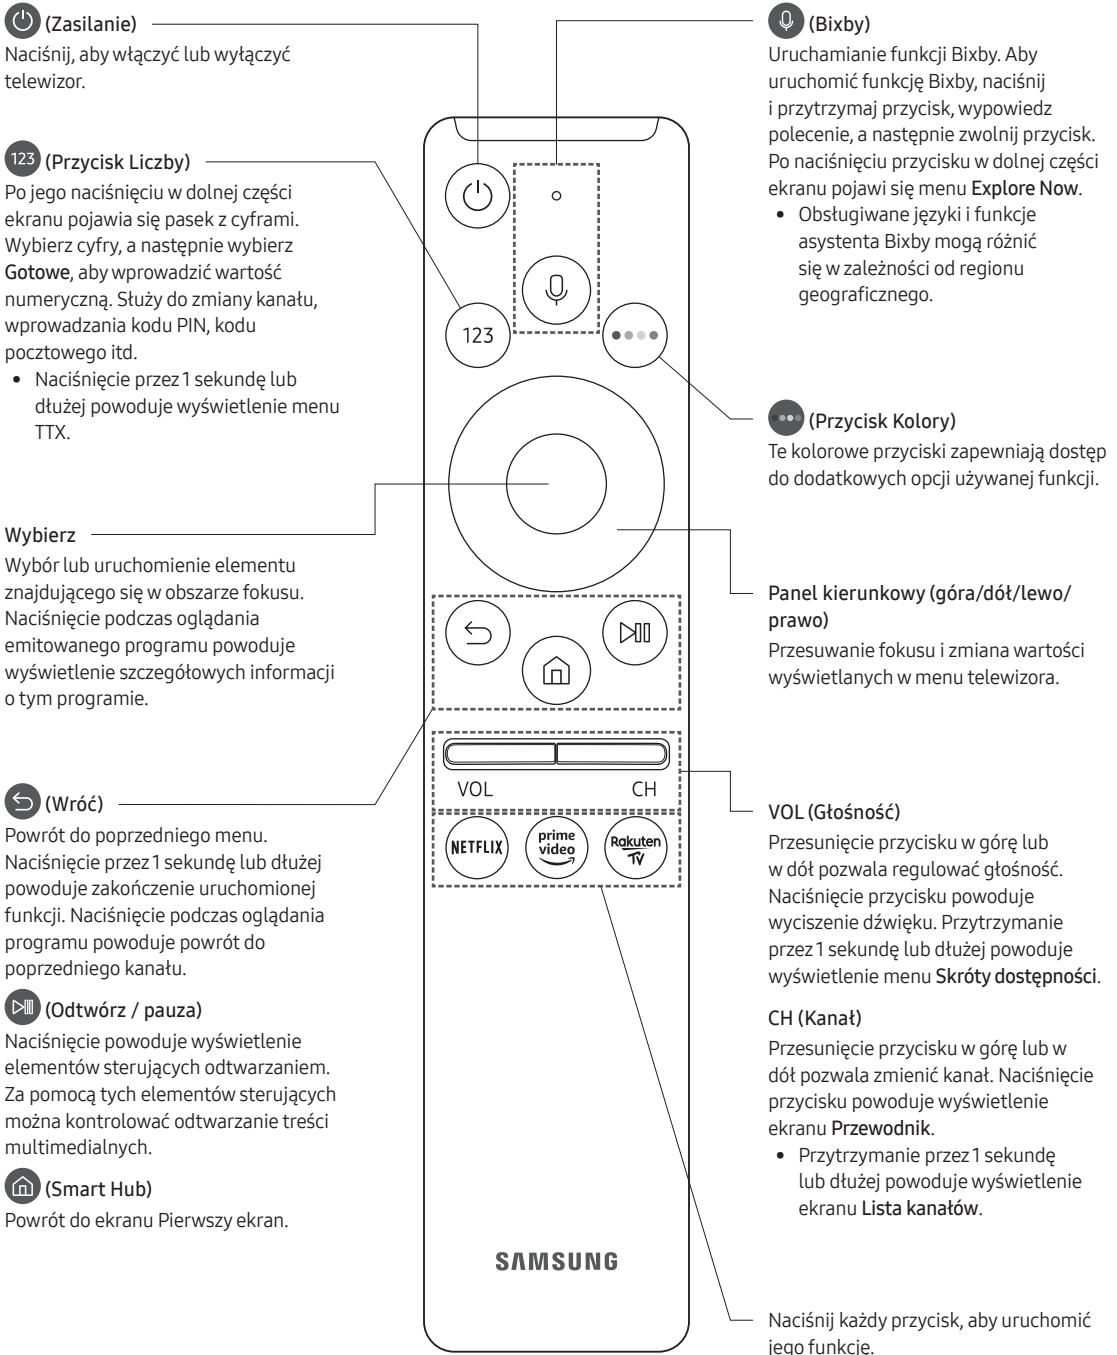 (Zasilanie)
Naciśnij, aby włączyć lub wyłączyć
telewizor.
123 (Przycisk Liczby)
Po jego naciśnięciu w dolnej części
ekranu pojawia się pasek z cyframi.
Wybierz cyfry, a następnie wybierz
Gotowe, aby wprowadzić wartość
numeryczną. Służy do zmiany kanału,
wprowadzania kodu PIN, kodu
pocztowego itd.
• Naciśnięcie przez 1 sekundę lub
dłużej powoduje wyświetlenie menu
TTX.
Wybierz
Wybór lub uruchomienie elementu
znajdującego się w obszarze fokusu.
Naciśnięcie podczas oglądania
emitowanego programu powoduje
wyświetlenie szczegółowych informacji
o tym programie.
(Wróć)
Powrót do poprzedniego menu.
Naciśnięcie przez 1 sekundę lub dłużej
powoduje zakończenie uruchomionej
funkcji. Naciśnięcie podczas oglądania
programu powoduje powrót do
poprzedniego kanału.
(Odtwórz / pauza)
Naciśnięcie powoduje wyświetlenie
elementów sterujących odtwarzaniem.
Za pomocą tych elementów sterujących
można kontrolować odtwarzanie treści
multimedialnych.
(Smart Hub)
Powrót do ekranu Pierwszy ekran.
123
VOL CH
NETFLIX
prime
video
Rakuten
TV
SAMSUNG
(Bixby)
Uruchamianie funkcji Bixby. Aby
uruchomić funkcję Bixby, naciśnij
i przytrzymaj przycisk, wypowiedz
polecenie, a następnie zwolnij przycisk.
Po naciśnięciu przycisku w dolnej części
ekranu pojawi się menu Explore Now.
• Obsługiwane języki i funkcje
asystenta Bixby mogą różnić
się w zależności od regionu
geograficznego.
(Przycisk Kolory)
Te kolorowe przyciski zapewniają dostęp
do dodatkowych opcji używanej funkcji.
Panel kierunkowy (góra/dół/lewo/
prawo)
Przesuwanie fokusu i zmiana wartości
wyświetlanych w menu telewizora.
VOL (Głośność)
Przesunięcie przycisku w górę lub
w dół pozwala regulować głośność.
Naciśnięcie przycisku powoduje
wyciszenie dźwięku. Przytrzymanie
przez 1 sekundę lub dłużej powoduje
wyświetlenie menu Skróty dostępności.
CH (Kanał)
Przesunięcie przycisku w górę lub w
dół pozwala zmienić kanał. Naciśnięcie
przycisku powoduje wyświetlenie
ekranu Przewodnik.
• Przytrzymanie przez 1 sekundę
lub dłużej powoduje wyświetlenie
ekranu Lista kanałów.
Naciśnij każdy przycisk, aby uruchomić
jego funkcję.